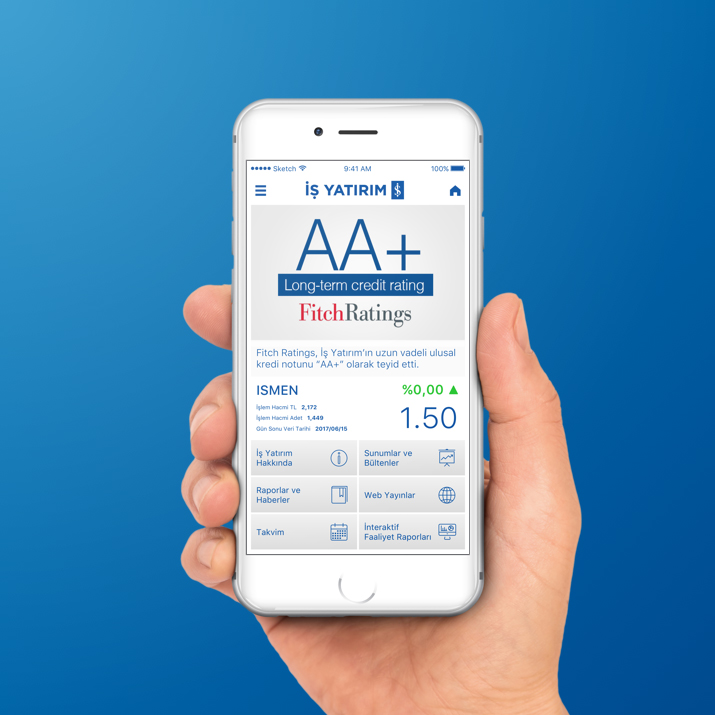 Sketch 9:41 AM 100%
İŞ YATIRIM
AA+
Long-term credit rating
FitchRatings
Fitch Ratings, İş Yatırım'ın uzun vadeli ulusal
kredi notunu "AA+" olarak teyid etti.
ISMEN %0,00
İşlem Hacmi TL 2,172
İşlem Hacmi Adet 1,449
Gün Sonu Veri Tarihi 2017/06/15
1.50
İş Yatırım
Hakkında
Sunumlar ve
Bültenler
Raporlar ve
Haberler
Web Yayınlar
Takvim
İnteraktif
Faaliyet Raporları